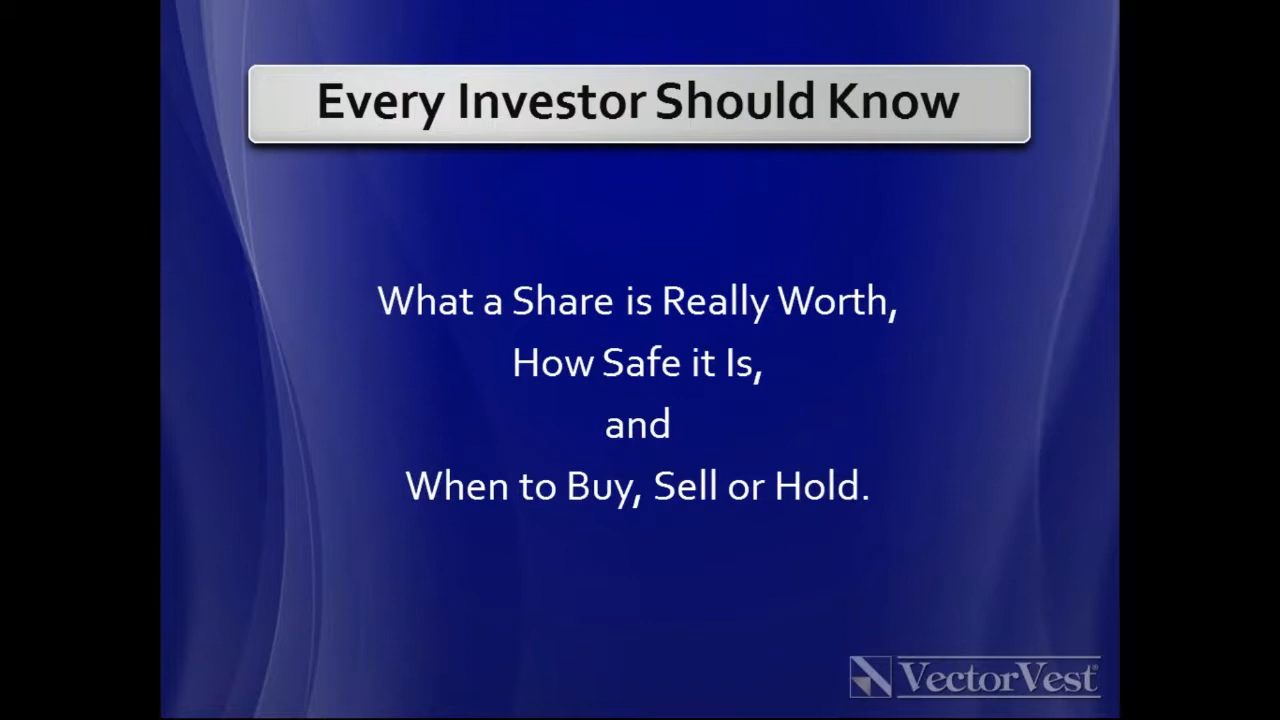 Every Investor Should Know
What a Share is Really Worth,
How Safe it Is,
and
When to Buy, Sell or Hold.
VectorVest®